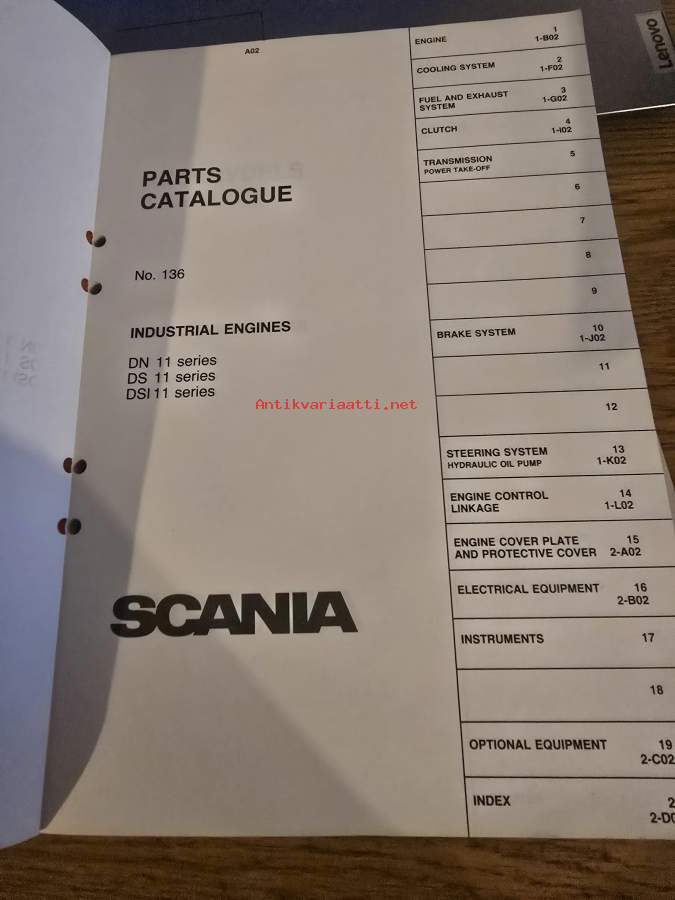 A02
PARTS
CATALOGUE
No. 136
INDUSTRIAL ENGINES
DN 11 series
DS 11 series
DSI 11 series
SCANIA
ENGINE 1
1-B02
COOLING SYSTEM 2
1-F02
FUEL AND EXHAUST 3
SYSTEM 1-G02
CLUTCH 4
1-I02
TRANSMISSION 5
POWER TAKE-OFF
6
7
8
9
BRAKE SYSTEM 10
1-J02
11
12
STEERING SYSTEM 13
HYDRAULIC OIL PUMP 1-K02
ENGINE CONTROL 14
LINKAGE 1-L02
ENGINE COVER PLATE 15
AND PROTECTIVE COVER 2-A02
ELECTRICAL EQUIPMENT 16
2-B02
INSTRUMENTS 17
18
OPTIONAL EQUIPMENT 19
2-C02
INDEX
Lenovo
Antikvariaatti.net